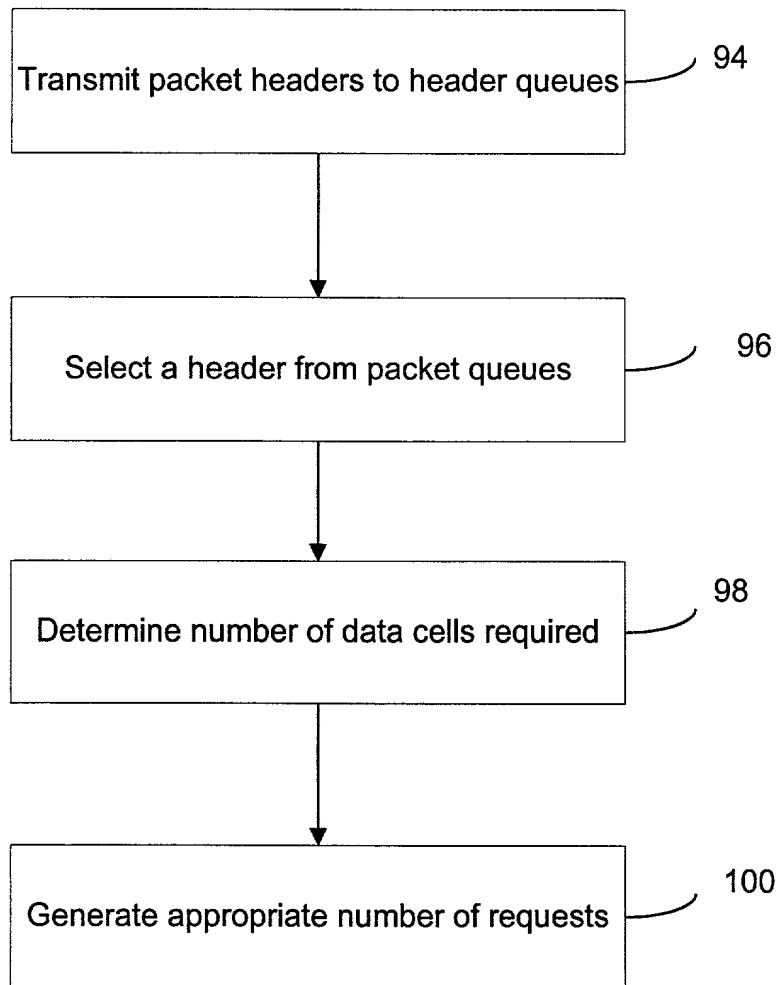 Transmit packet headers to header queues
94
Select a header from packet queues
96
Determine number of data cells required
98
Generate appropriate number of requests
100